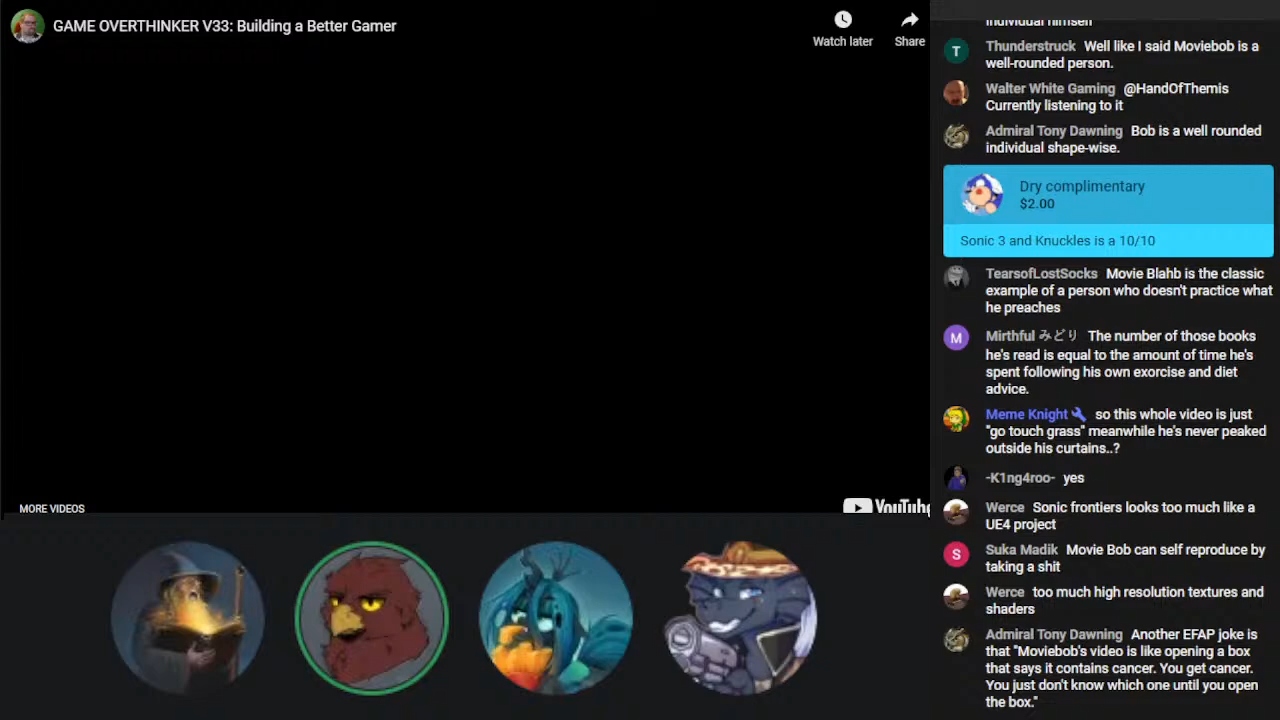 GAME OVERTHINKER V33: Building a Better Gamer
Watch later
Share
MORE VIDEOS
YouTube
individual himself
T
Thunderstruck Well like I said Moviebob is a
well-rounded person.
Walter White Gaming @HandOfThemis
Currently listening to it
Admiral Tony Dawning Bob is a well rounded
individual shape-wise.
Dry complimentary
$2.00
Sonic 3 and Knuckles is a 10/10
TearsofLostSocks Movie Blahb is the classic
example of a person who doesn't practice what
he preaches
M
Mirthful みどり The number of those books
he's read is equal to the amount of time he's
spent following his own exorcise and diet
advice.
Meme Knight so this whole video is just
"go touch grass" meanwhile he's never peaked
outside his curtains..?
-K1ng4roo- yes
Werce Sonic frontiers looks too much like a
UE4 project
S
Suka Madik Movie Bob can self reproduce by
taking a shit
Werce too much high resolution textures and
shaders
Admiral Tony Dawning Another EFAP joke is
that "Moviebob's video is like opening a box
that says it contains cancer. You get cancer.
You just don't know which one until you open
the box."